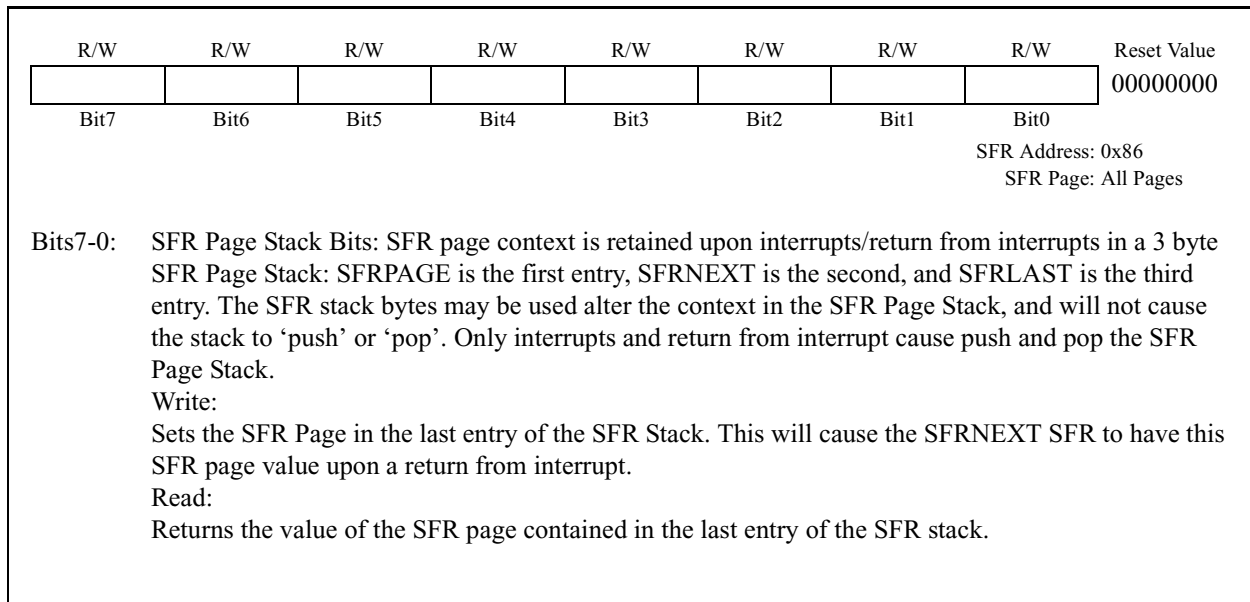 R/W R/W R/W R/W R/W R/W R/W R/W Reset Value
00000000
Bit7 Bit6 Bit5 Bit4 Bit3 Bit2 Bit1 Bit0
SFR Address: 0x86
SFR Page: All Pages
Bits7-0: SFR Page Stack Bits: SFR page context is retained upon interrupts/return from interrupts in a 3 byte
SFR Page Stack: SFRPAGE is the first entry, SFRNEXT is the second, and SFRLAST is the third
entry. The SFR stack bytes may be used alter the context in the SFR Page Stack, and will not cause
the stack to ‘push’ or ‘pop’. Only interrupts and return from interrupt cause push and pop the SFR
Page Stack.
Write:
Sets the SFR Page in the last entry of the SFR Stack. This will cause the SFRNEXT SFR to have this
SFR page value upon a return from interrupt.
Read:
Returns the value of the SFR page contained in the last entry of the SFR stack.